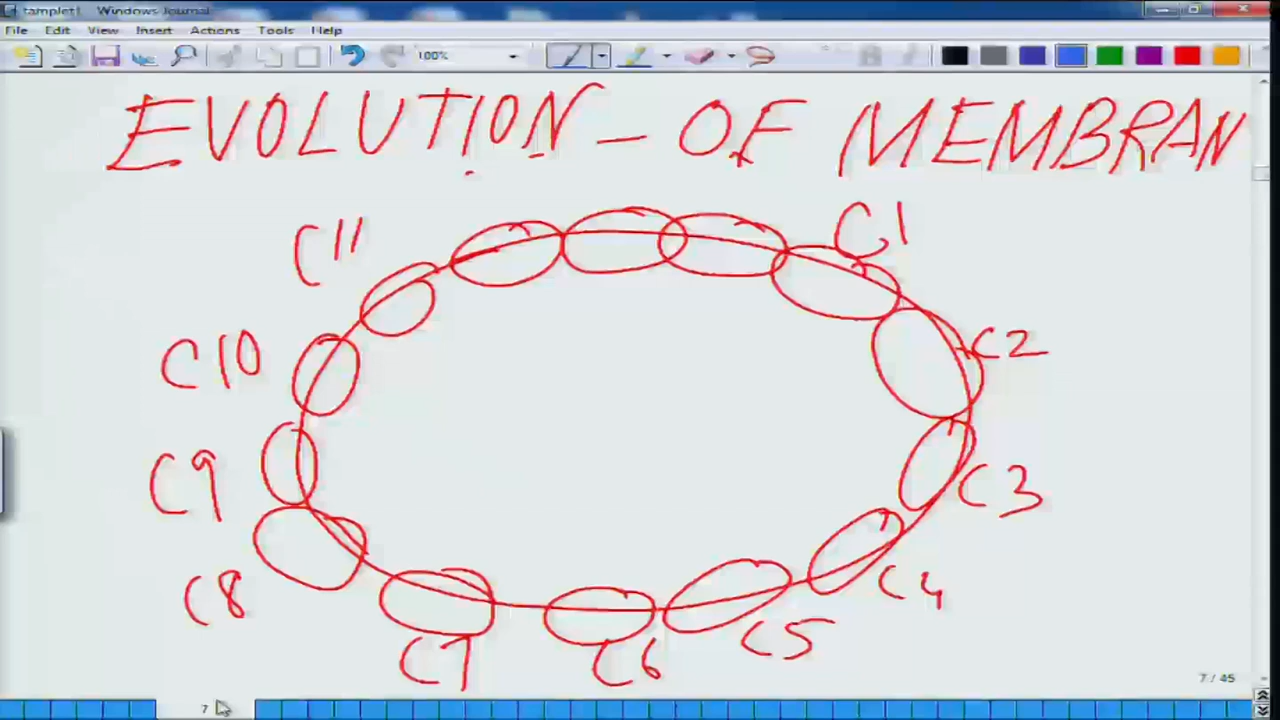 tamplet1 - Windows Journal
File Edit View Insert Actions Tools Help
100%
EVOLUTION - OF MEMBRAN
C11
C1
C10
C2
C9
C3
C8
C4
C7
C6
C5
7 / 45
7